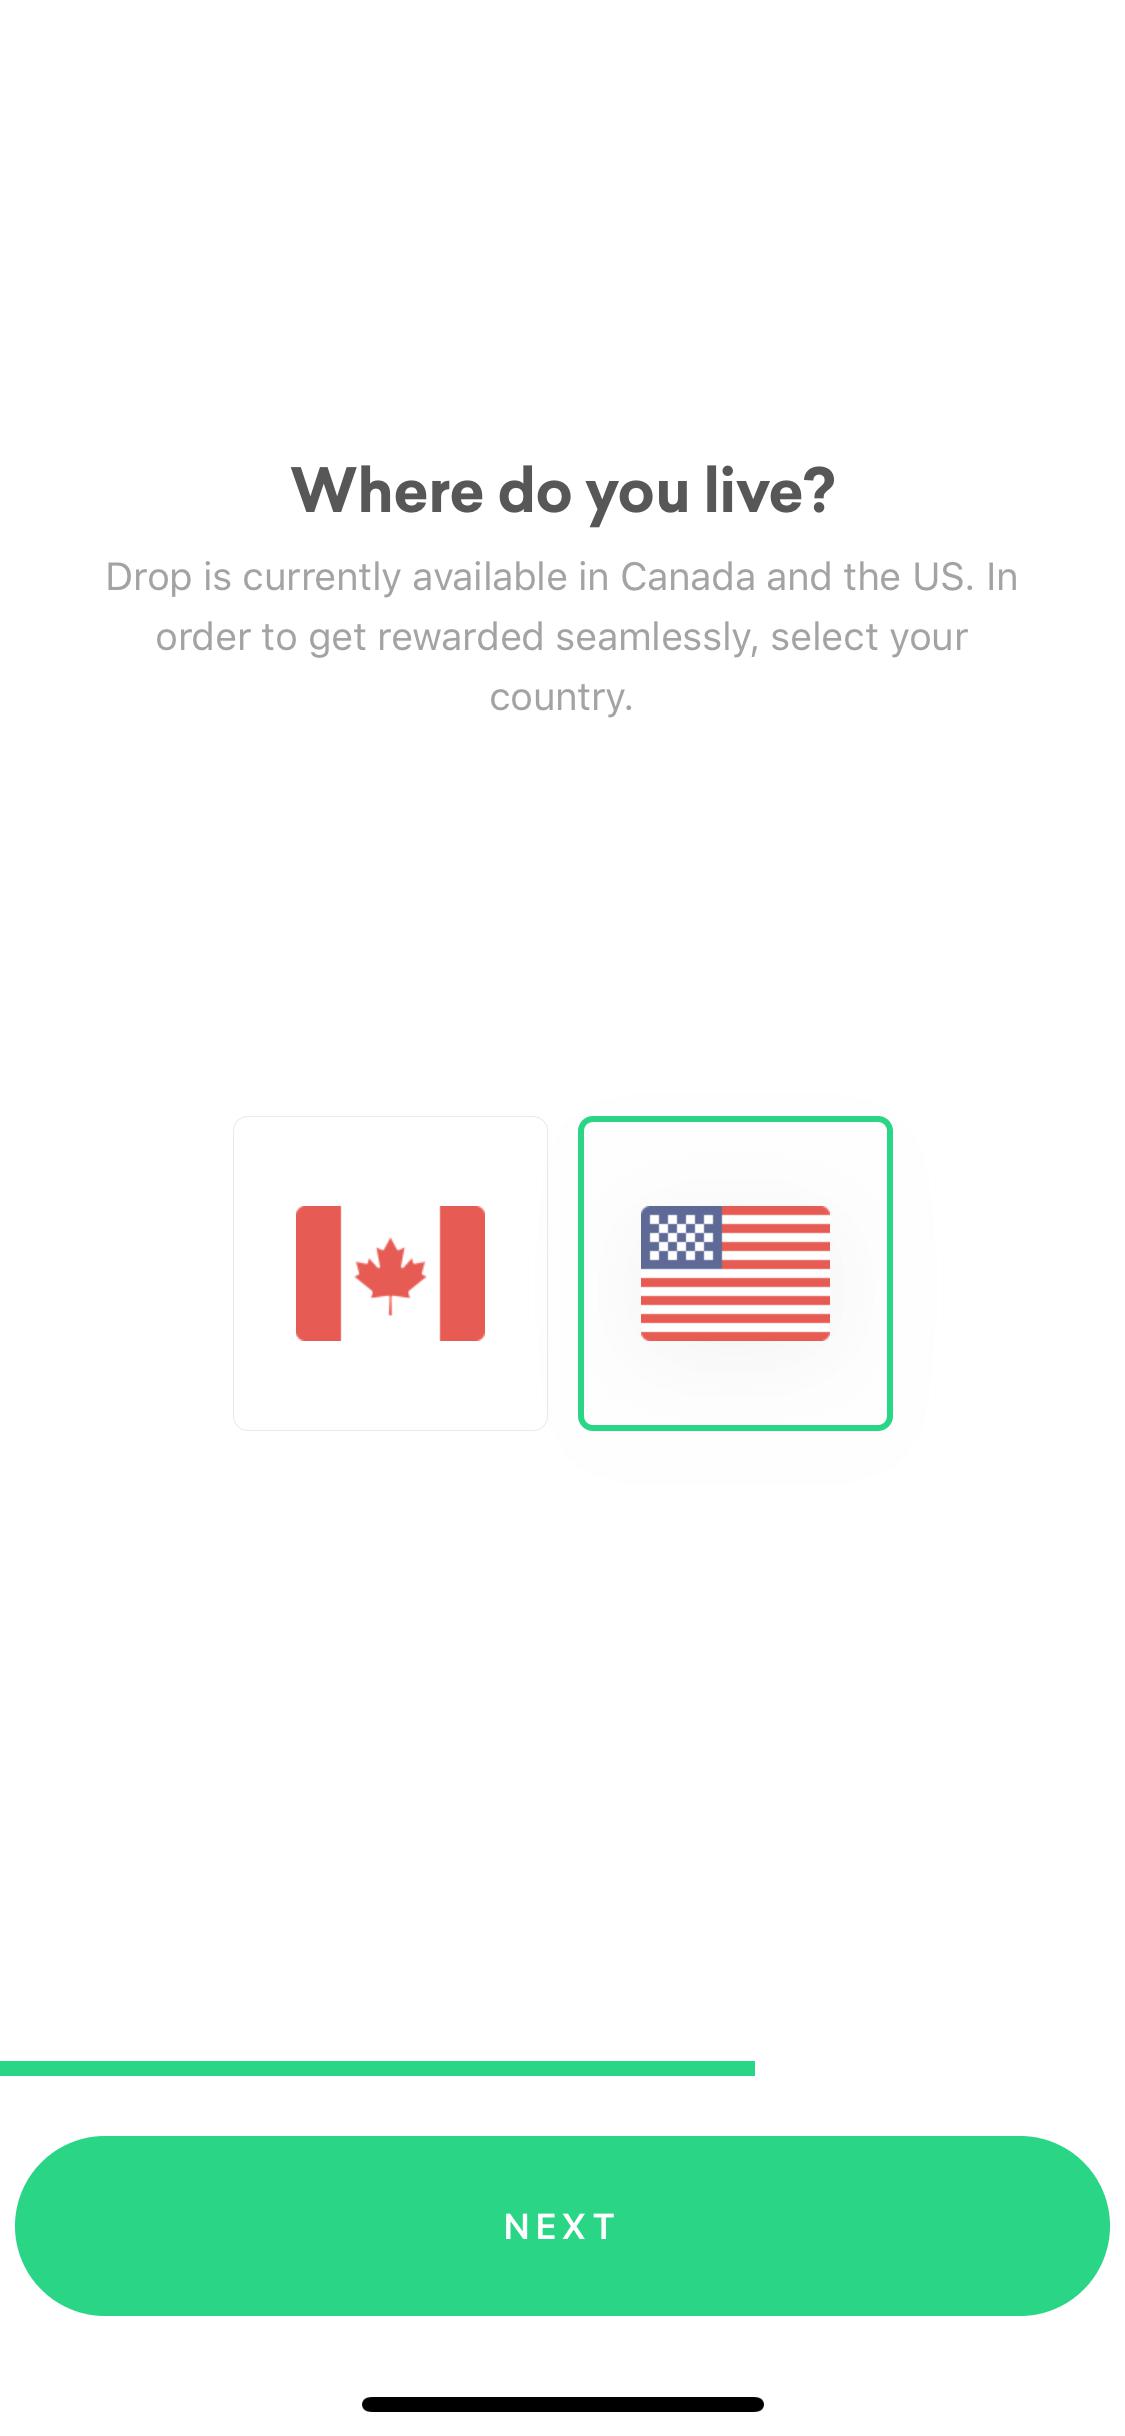 Where do you live?
Drop is currently available in Canada and the US. In
order to get rewarded seamlessly, select your
country.
NEXT